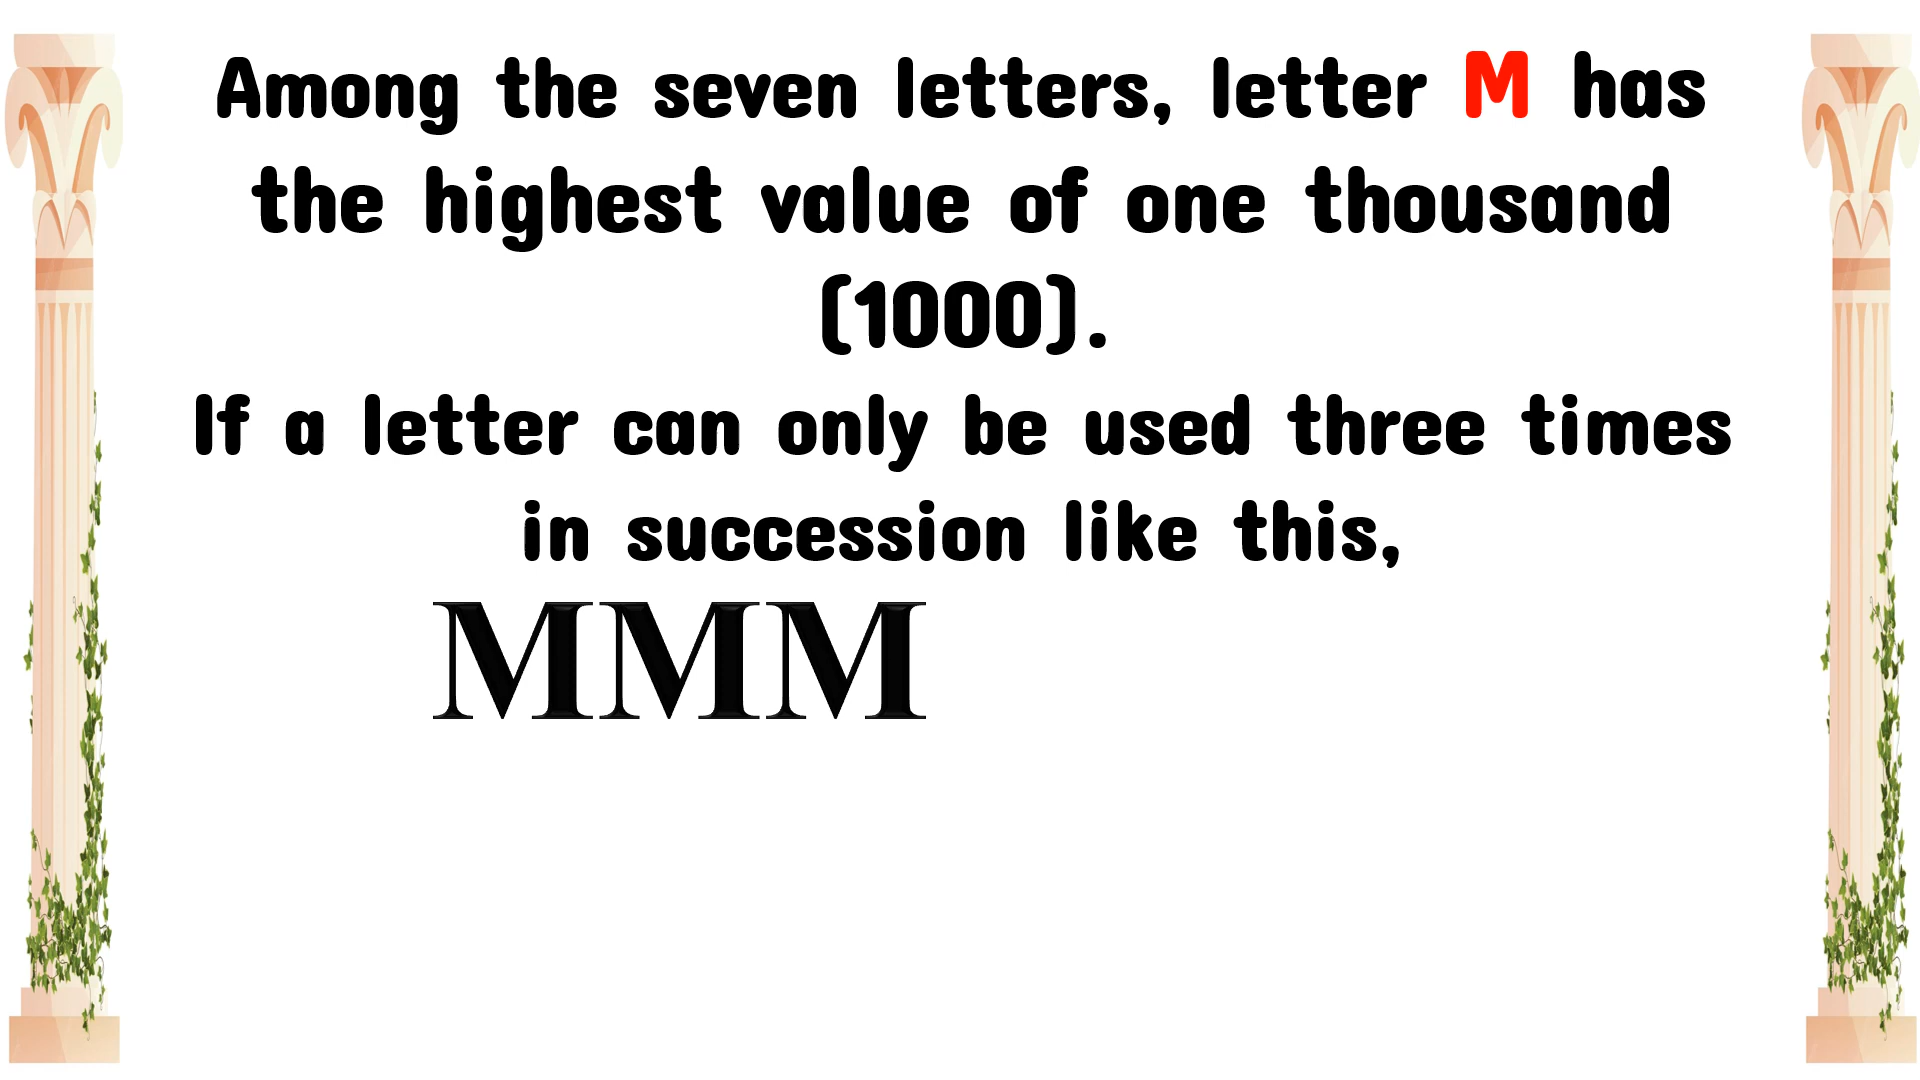 Among the seven letters, letter M has
the highest value of one thousand
(1000).
If a letter can only be used three times
in succession like this,
MMM